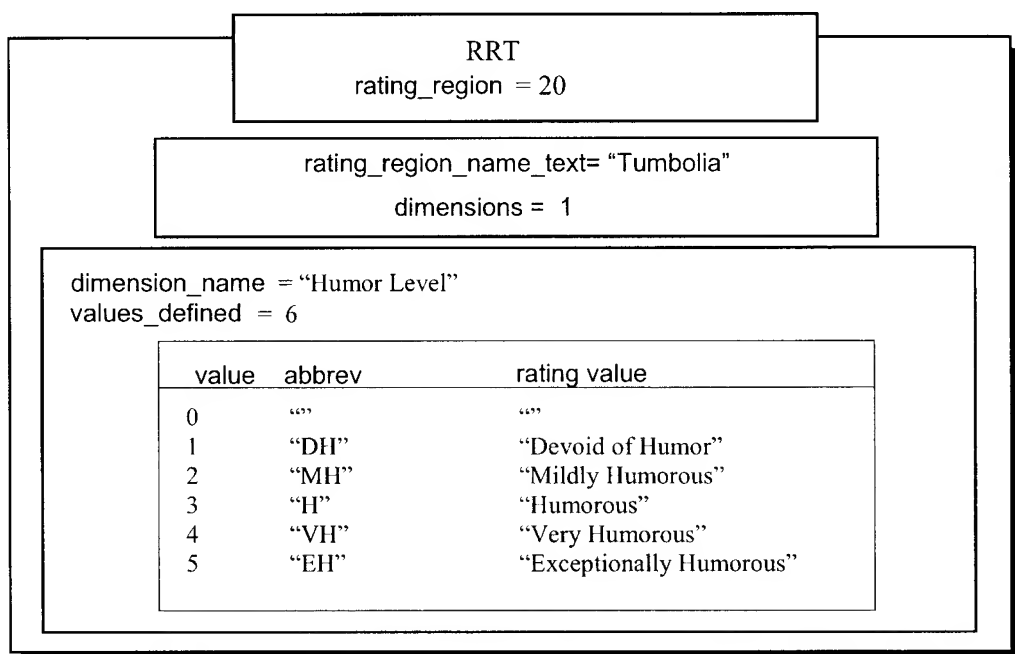 RRT
rating_region = 20
rating_region_name_text= “Tumbolia”
dimensions = 1
dimension_name = “Humor Level”
values_defined = 6
value abbrev rating value
0 “” “”
1 “DH” “Devoid of Humor”
2 “MH” “Mildly Humorous”
3 “H” “Humorous”
4 “VH” “Very Humorous”
5 “EH” “Exceptionally Humorous”